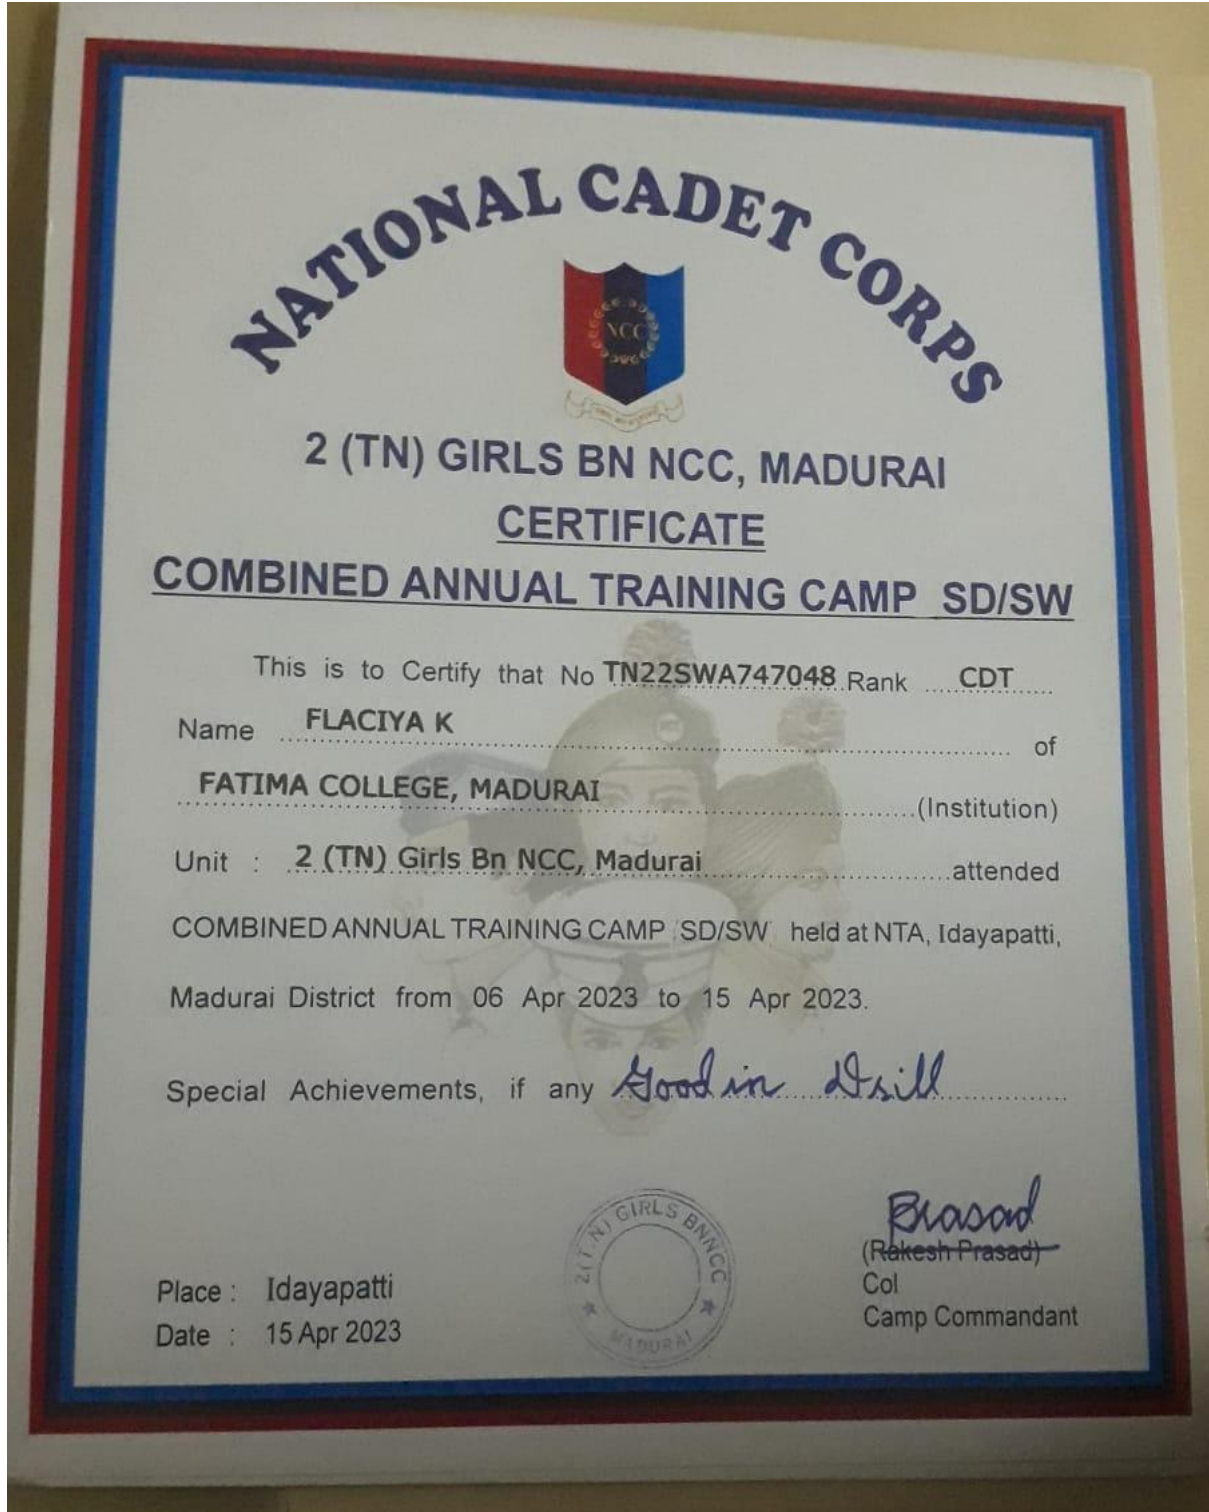 NATIONAL CADET CORPS
NCC
2 (TN) GIRLS BN NCC, MADURAI
CERTIFICATE
COMBINED ANNUAL TRAINING CAMP SD/SW
This is to Certify that No TN22SWA747048 Rank CDT
Name FLACIYA K of
FATIMA COLLEGE, MADURAI (Institution)
Unit : 2 (TN) Girls Bn NCC, Madurai attended
COMBINED ANNUAL TRAINING CAMP SD/SW held at NTA, Idayapatti,
Madurai District from 06 Apr 2023 to 15 Apr 2023.
Special Achievements, if any Good in Drill
2(T.N) GIRLS BNNCC
MADURAI
Prasad
(Rakesh Prasad)
Col
Camp Commandant
Place : Idayapatti
Date : 15 Apr 2023